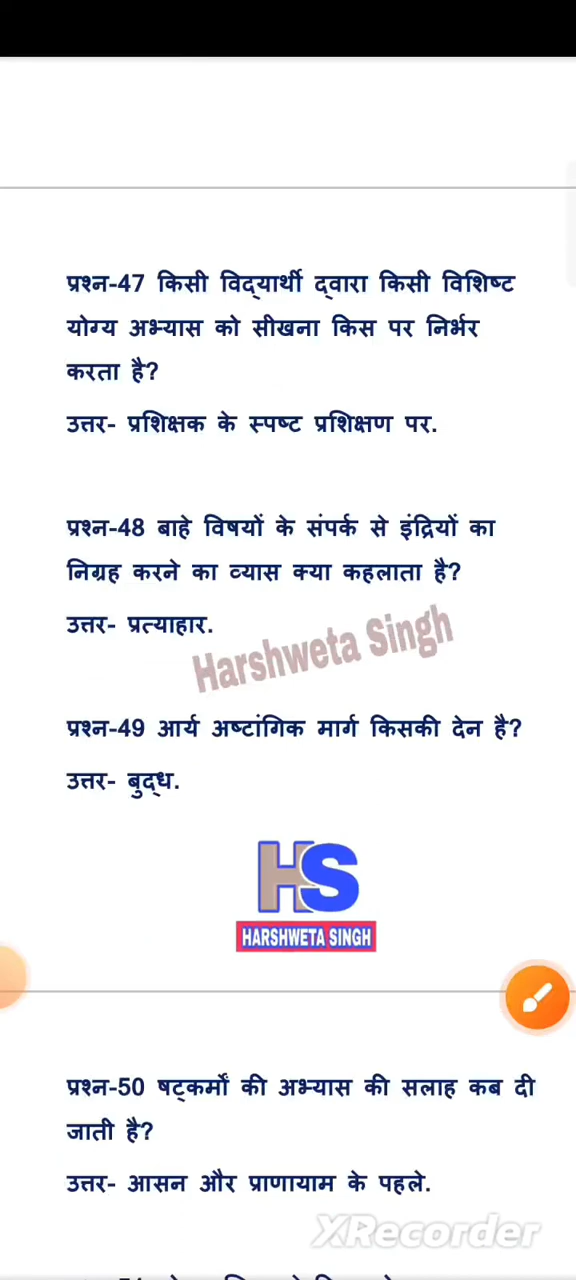 प्रश्न-47 किसी विद्यार्थी द्वारा किसी विशिष्ट
योग्य अभ्यास को सीखना किस पर निर्भर
करता है?
उत्तर- प्रशिक्षक के स्पष्ट प्रशिक्षण पर.
प्रश्न-48 बाहे विषयों के संपर्क से इंद्रियों का
निग्रह करने का व्यास क्या कहलाता है?
उत्तर- प्रत्याहार.
Harshweta Singh
प्रश्न-49 आर्य अष्टांगिक मार्ग किसकी देन है?
उत्तर- बुद्ध.
HS
HARSHWETA SINGH
प्रश्न-50 षट्कर्मों की अभ्यास की सलाह कब दी
जाती है?
उत्तर- आसन और प्राणायाम के पहले.
XRecorder